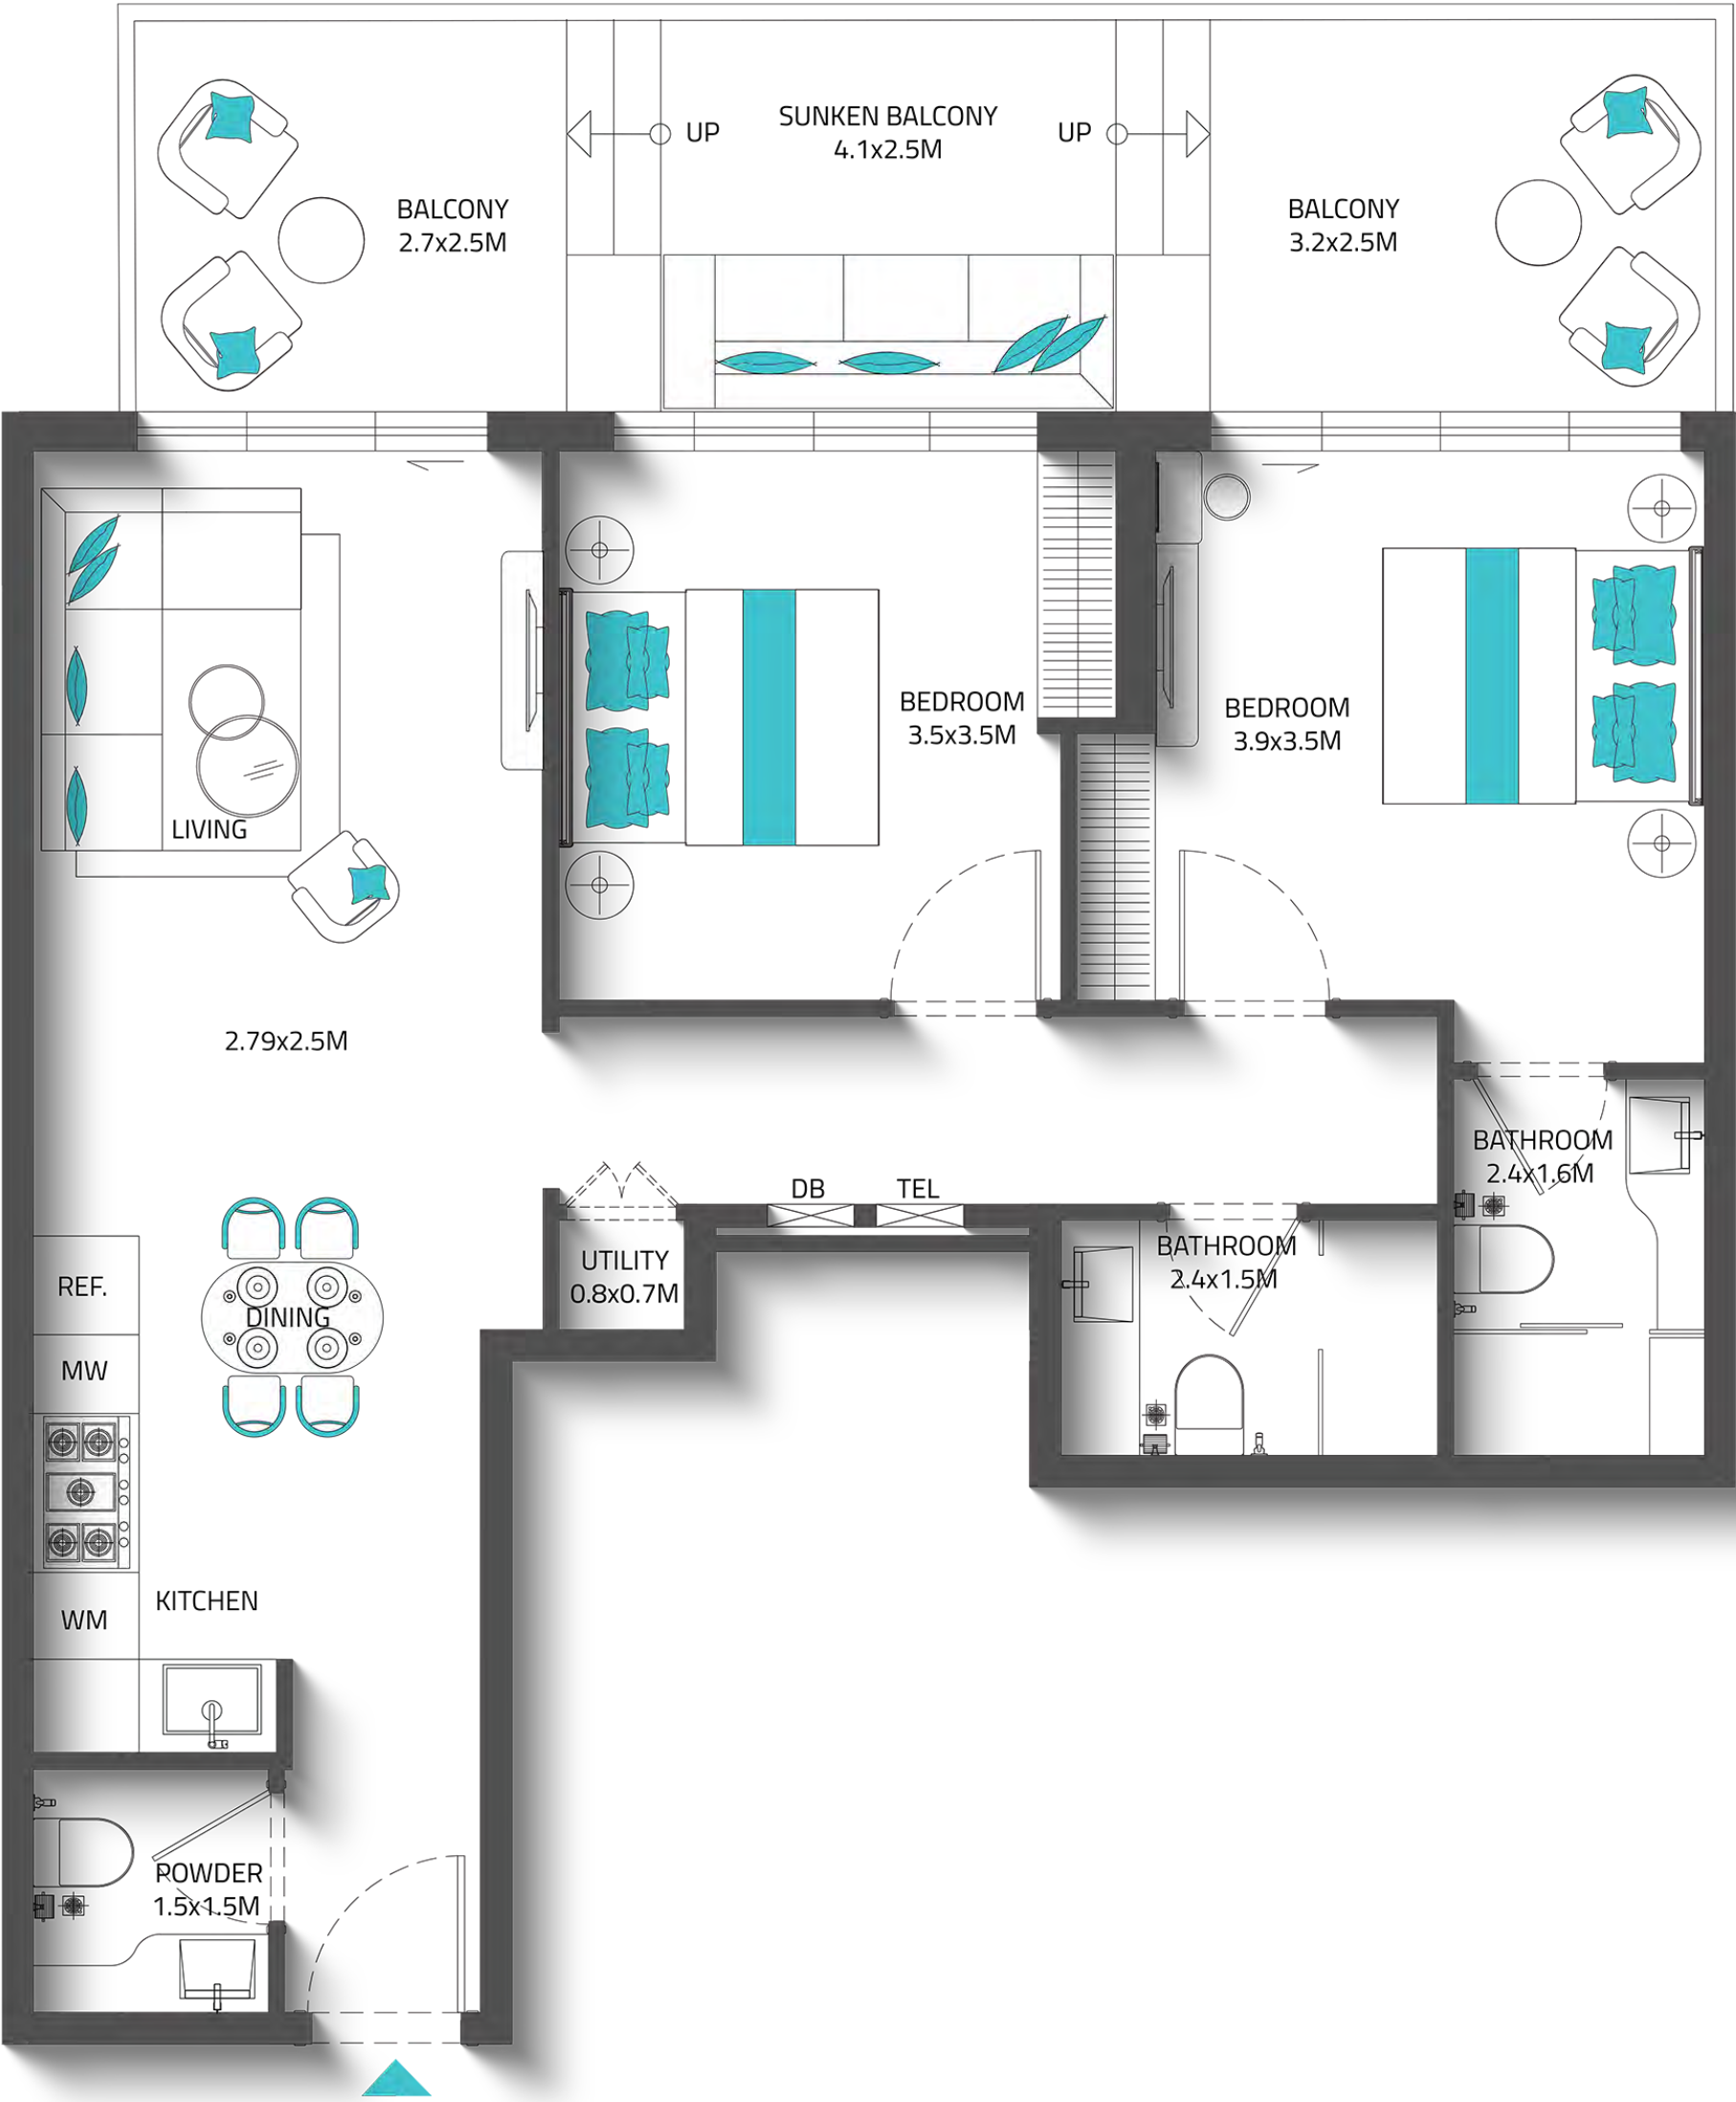 SUNKEN BALCONY
4.1x2.5M
UP
UP
BALCONY
2.7x2.5M
BALCONY
3.2x2.5M
BEDROOM
3.5x3.5M
BEDROOM
3.9x3.5M
LIVING
2.79x2.5M
BATHROOM
2.4x1.6M
DB
TEL
UTILITY
0.8x0.7M
BATHROOM
2.4x1.5M
REF.
DINING
MW
KITCHEN
WM
POWDER
1.5x1.5M